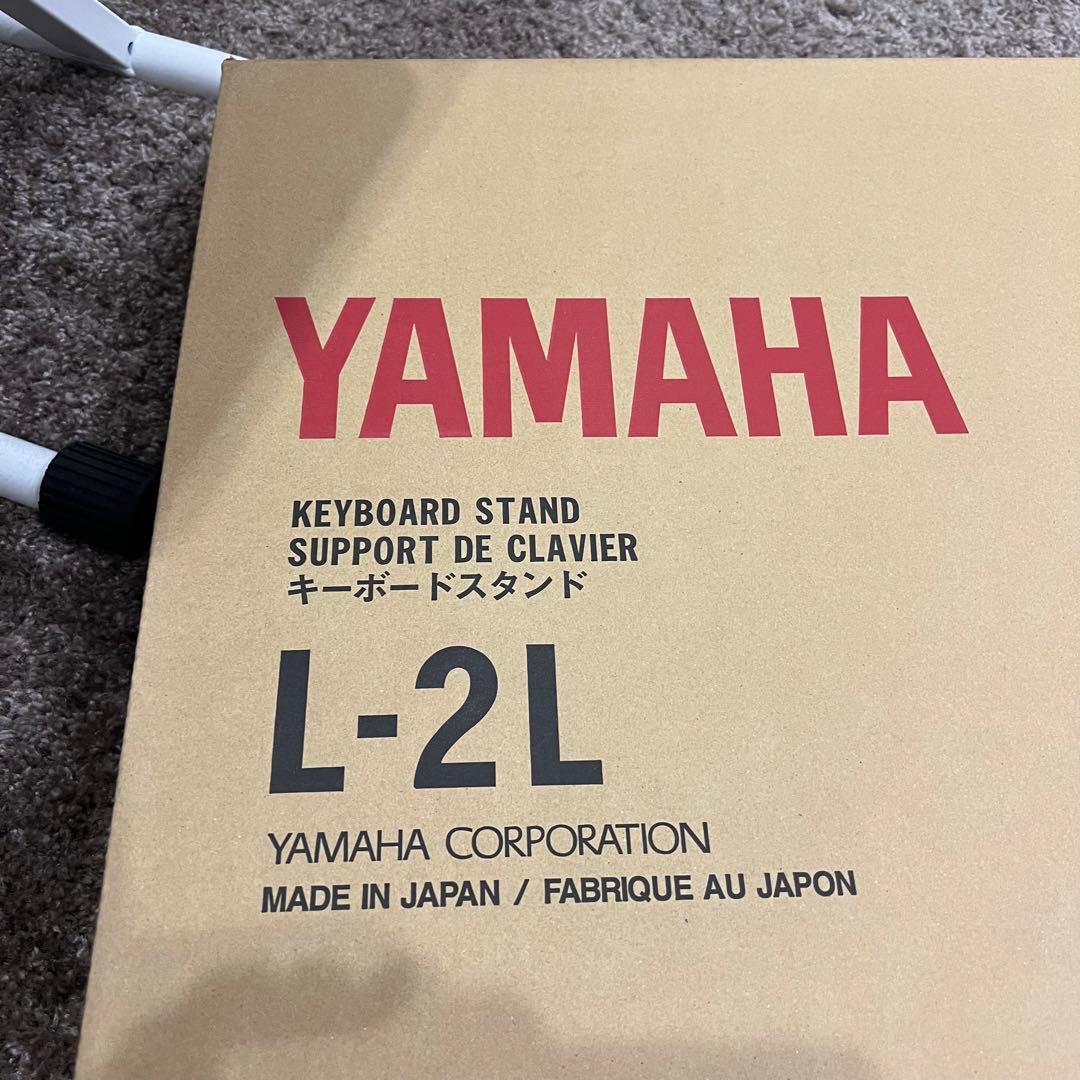 YAMAHA
KEYBOARD STAND
SUPPORT DE CLAVIER
キーボードスタンド
L-2L
YAMAHA CORPORATION
MADE IN JAPAN / FABRIQUE AU JAPON